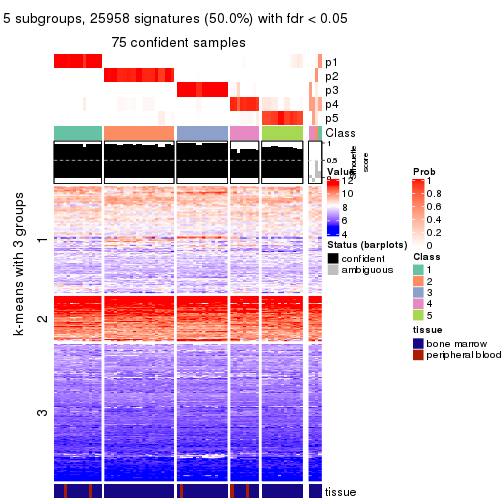 5 subgroups, 25958 signatures (50.0%) with fdr < 0.05
75 confident samples
p1
p2
p3
p4
p5
Class
1
0.5
0
Silhouette
score
k-means with 3 groups
1
2
3
tissue
Value
12
10
8
6
4
Status (barplots)
confident
ambiguous
Prob
1
0.8
0.6
0.4
0.2
0
Class
1
2
3
4
5
tissue
bone marrow
peripheral blood